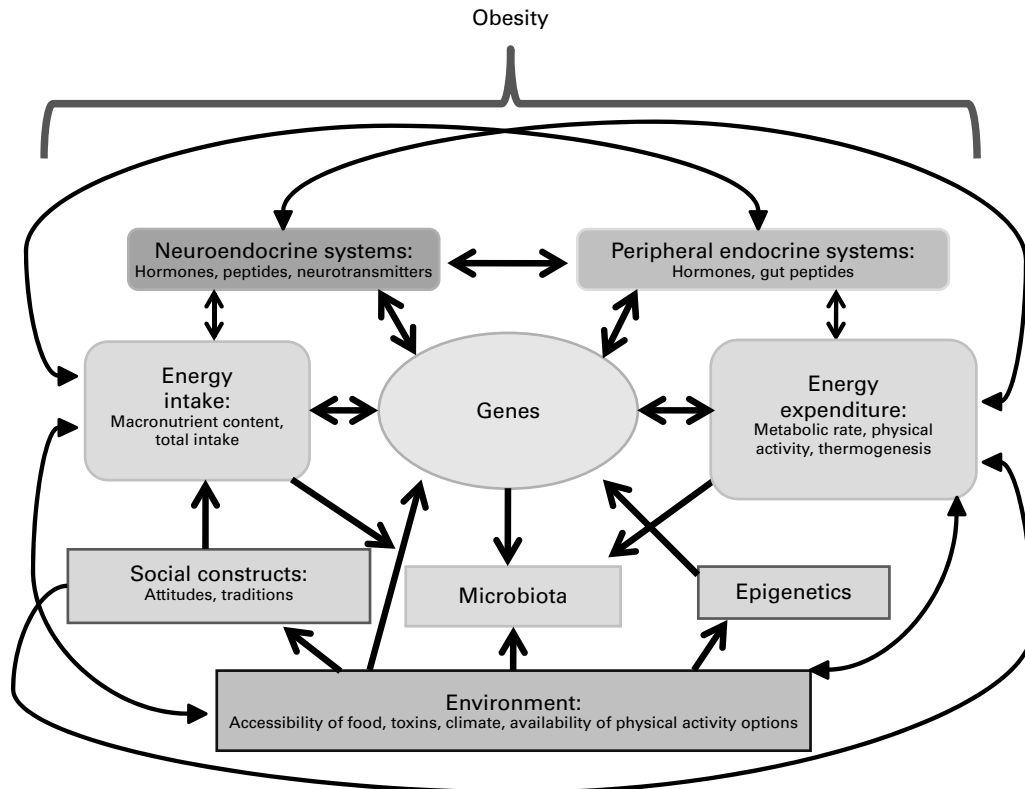 Obesity
Neuroendocrine systems:
Hormones, peptides, neurotransmitters
Peripheral endocrine systems:
Hormones, gut peptides
Energy
intake:
Macronutrient content,
total intake
Genes
Energy
expenditure:
Metabolic rate, physical
activity, thermogenesis
Social constructs:
Attitudes, traditions
Microbiota
Epigenetics
Environment:
Accessibility of food, toxins, climate, availability of physical activity options